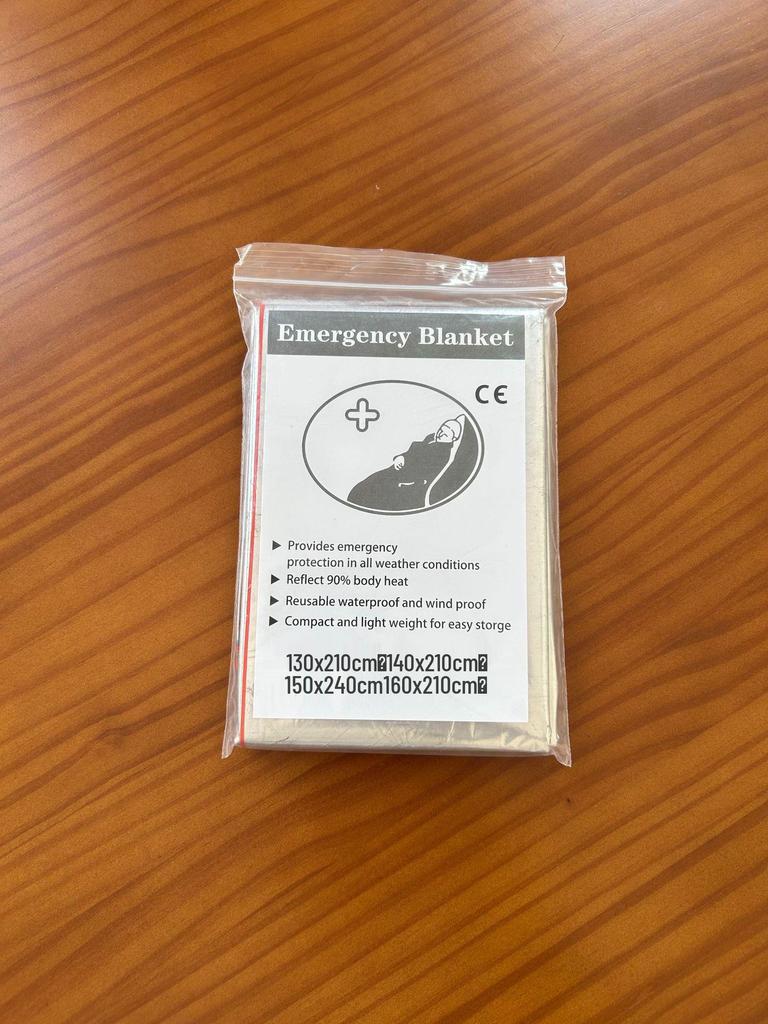 Emergency Blanket
CE
▶ Provides emergency
protection in all weather conditions
▶ Reflect 90% body heat
▶ Reusable waterproof and wind proof
▶ Compact and light weight for easy storge
130x210cm⍰140x210cm⍰
150x240cm160x210cm⍰